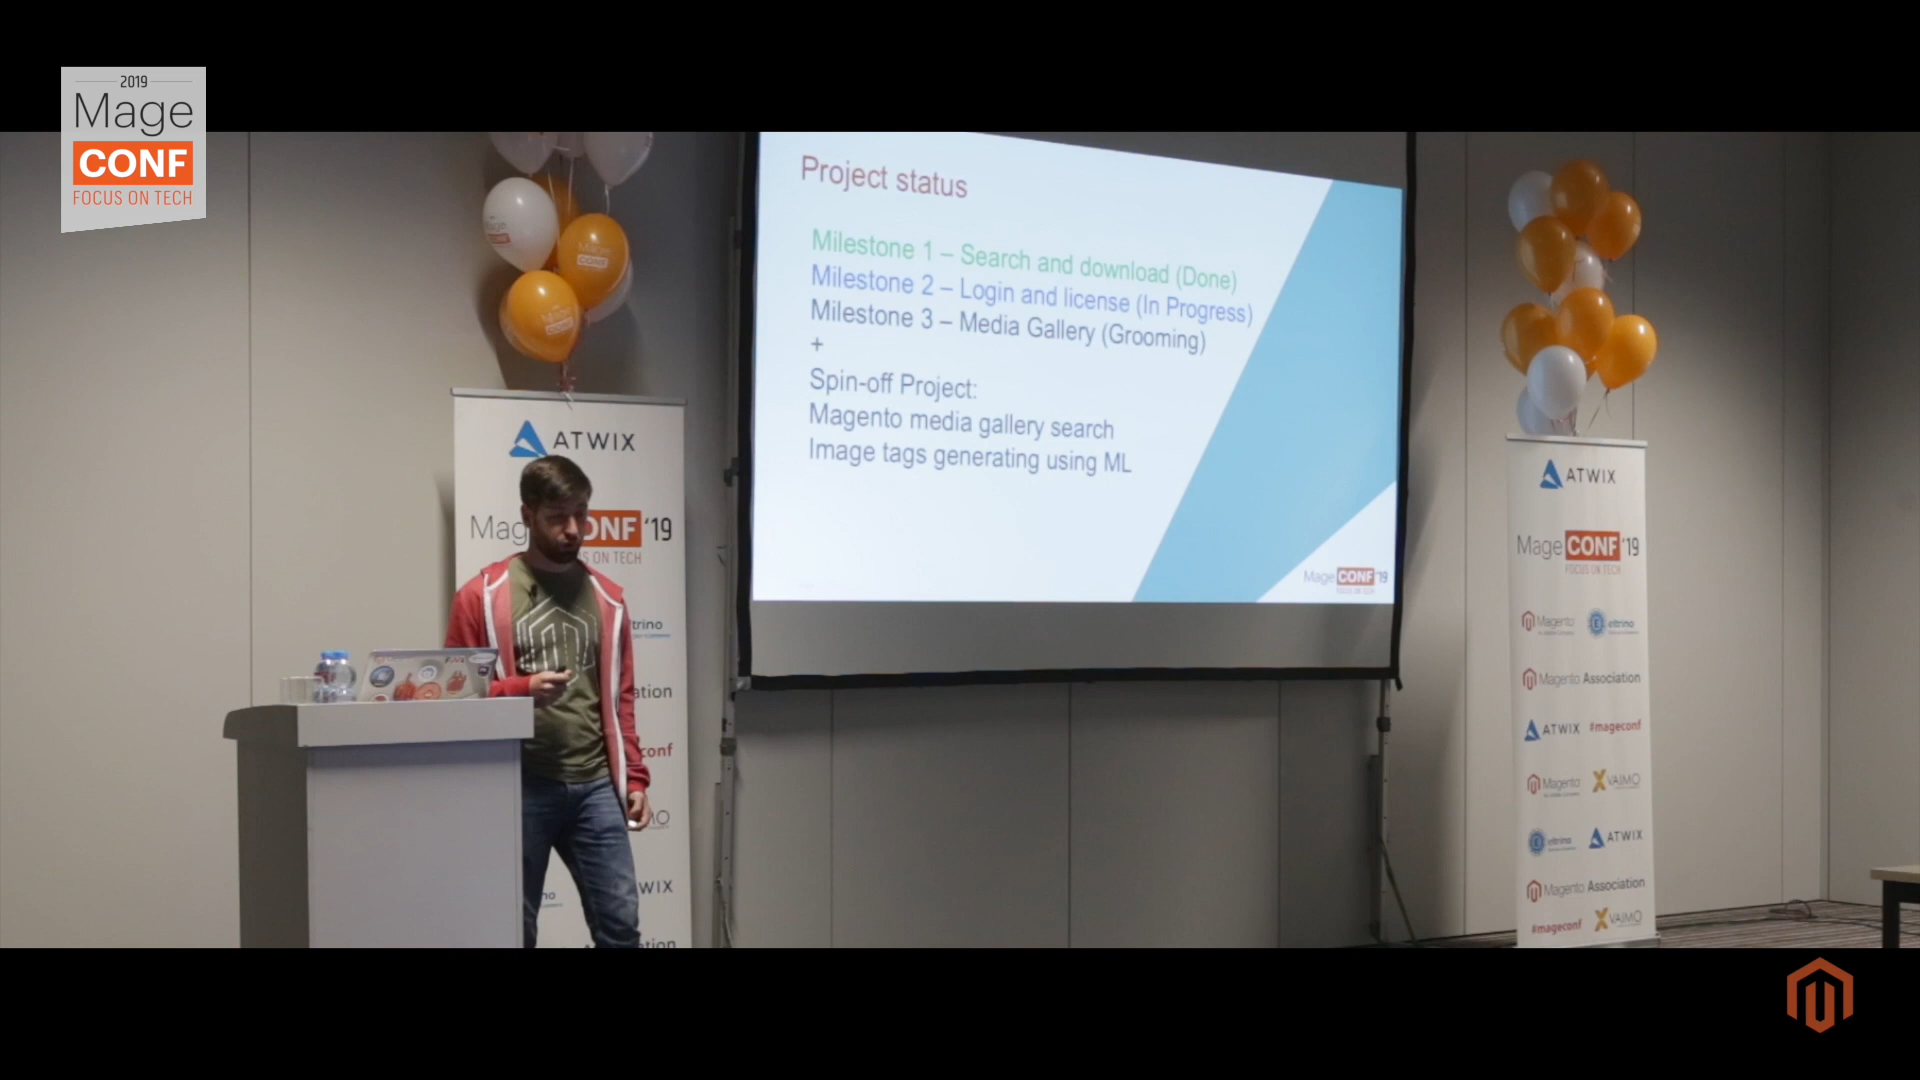 2019
Mage
CONF
FOCUS ON TECH
Project status
Milestone 1 – Search and download (Done)
Milestone 2 – Login and license (In Progress)
Milestone 3 – Media Gallery (Grooming)
+
Spin-off Project:
Magento media gallery search
Image tags generating using ML
Mage CONF '19
ATWIX
Mag ONF '19
S ON TECH
trino
ation
conf
MO
WIX
no
ation
ATWIX
Mage CONF '19
FOCUS ON TECH
Magento eltrino
Magento Association
ATWIX #mageconf
Magento VAIMO
eltrino ATWIX
Magento Association
#mageconf VAIMO